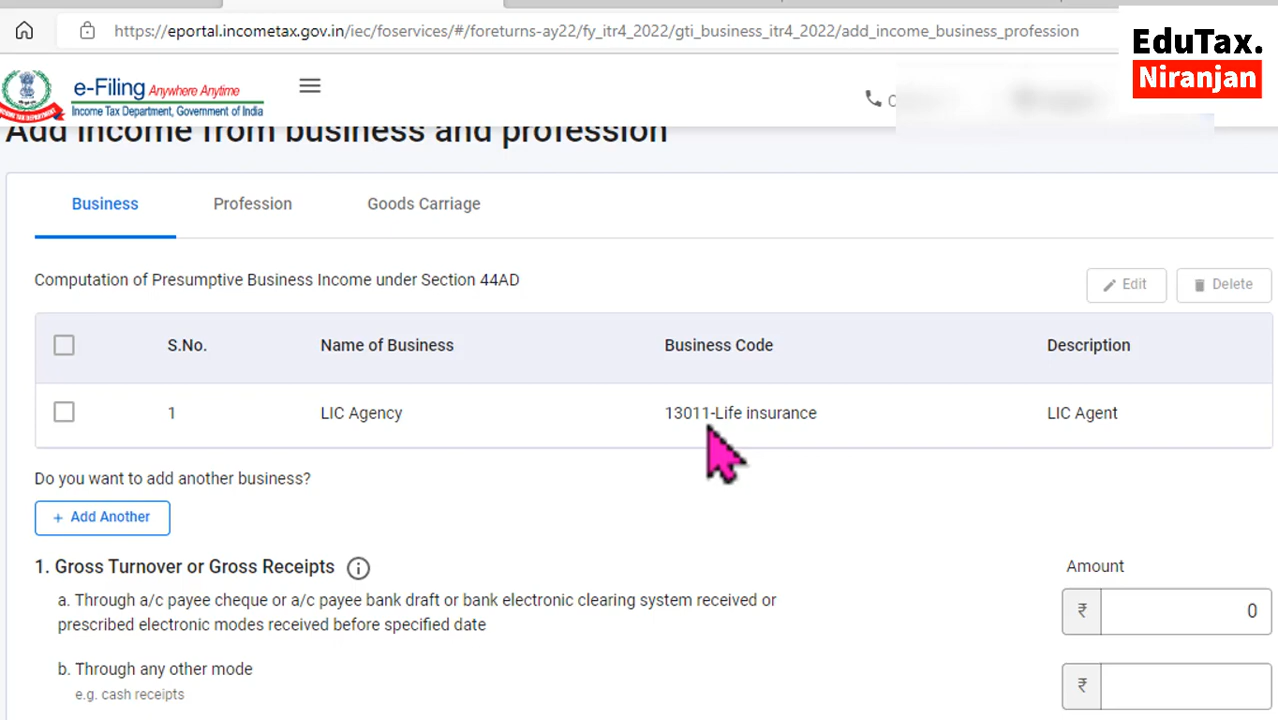 https://eportal.incometax.gov.in/iec/foservices/#/foreturns-ay22/fy_itr4_2022/gti_business_itr4_2022/add_income_business_profession
EduTax.
Niranjan
e-Filing Anywhere Anytime
Income Tax Department, Government of India
Add income from business and profession
Business Profession Goods Carriage
Computation of Presumptive Business Income under Section 44AD Edit Delete
S.No. Name of Business Business Code Description
1 LIC Agency 13011-Life insurance LIC Agent
Do you want to add another business?
+ Add Another
1. Gross Turnover or Gross Receipts Amount
a. Through a/c payee cheque or a/c payee bank draft or bank electronic clearing system received or
prescribed electronic modes received before specified date
₹ 0
b. Through any other mode
e.g. cash receipts
₹